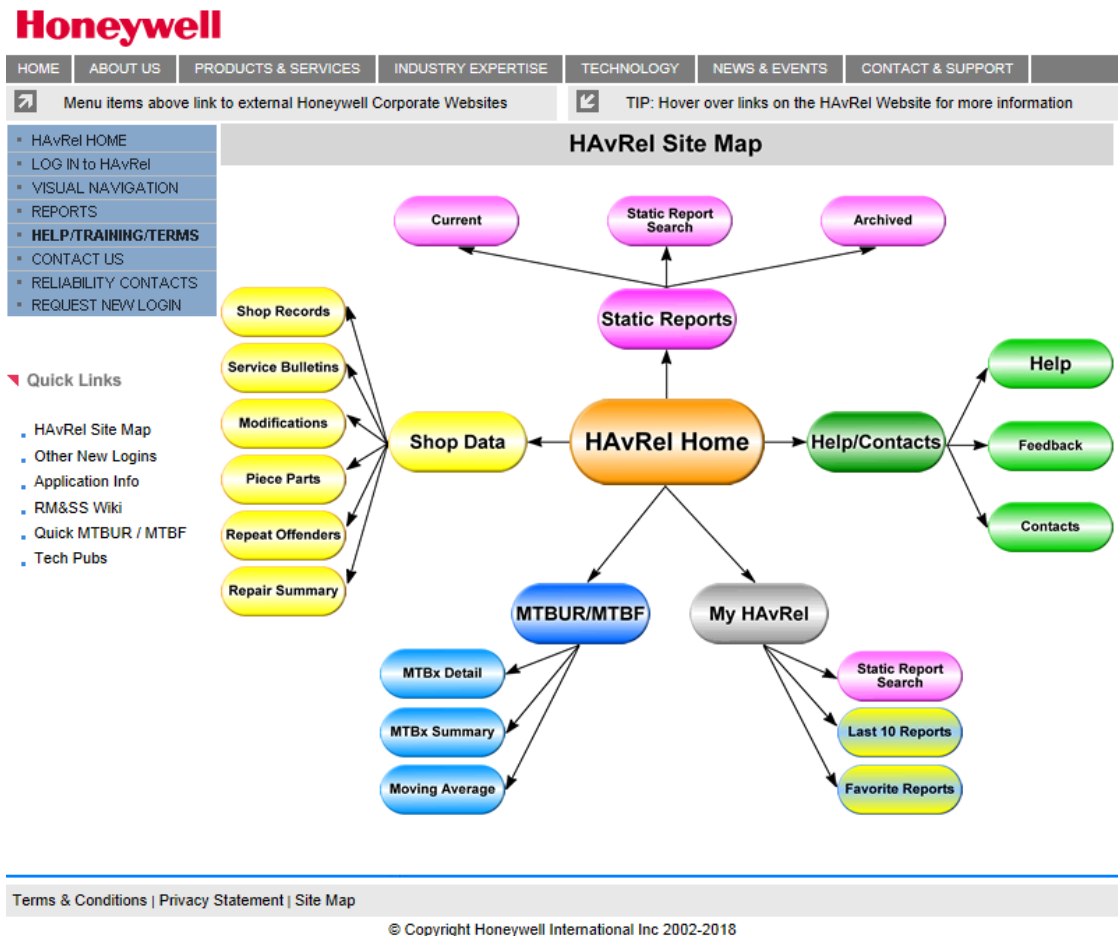 Honeywell
HOME ABOUT US PRODUCTS & SERVICES INDUSTRY EXPERTISE TECHNOLOGY NEWS & EVENTS CONTACT & SUPPORT
Menu items above link to external Honeywell Corporate Websites
TIP: Hover over links on the HAvRel Website for more information
HAvRel HOME
LOG IN to HAvRel
VISUAL NAVIGATION
REPORTS
HELP/TRAINING/TERMS
CONTACT US
RELIABILITY CONTACTS
REQUEST NEW LOGIN
Quick Links
HAvRel Site Map
Other New Logins
Application Info
RM&SS Wiki
Quick MTBUR / MTBF
Tech Pubs
HAvRel Site Map
Current
Static Report
Search
Archived
Static Reports
Shop Records
Service Bulletins
Modifications
Piece Parts
Repeat Offenders
Repair Summary
Shop Data
HAvRel Home
Help/Contacts
Help
Feedback
Contacts
MTBUR/MTBF
My HAvRel
MTBx Detail
MTBx Summary
Moving Average
Static Report
Search
Last 10 Reports
Favorite Reports
Terms & Conditions | Privacy Statement | Site Map
© Copyright Honeywell International Inc 2002-2018